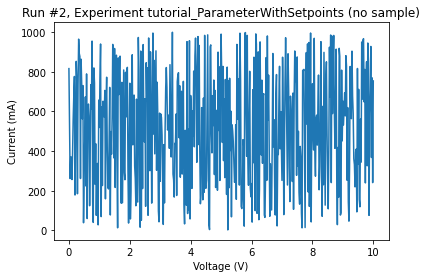 Run #2, Experiment tutorial_ParameterWithSetpoints (no sample)
1000
800
600
400
200
0
Current (mA)
0 2 4 6 8 10
Voltage (V)